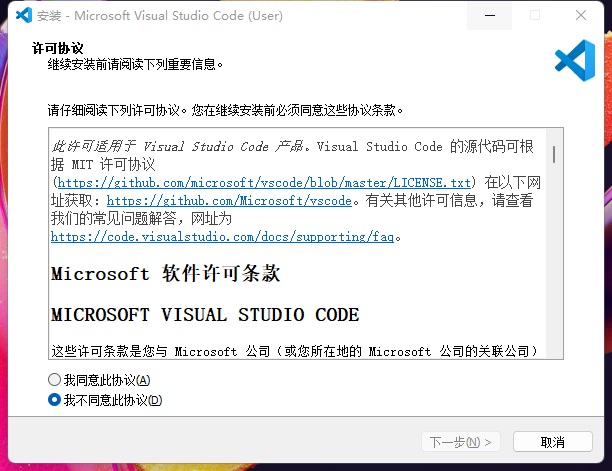 安装 - Microsoft Visual Studio Code (User)
许可协议
继续安装前请阅读下列重要信息。
请仔细阅读下列许可协议。您在继续安装前必须同意这些协议条款。
此许可适用于 Visual Studio Code 产品。Visual Studio Code 的源代码可根
据 MIT 许可协议
(https://github.com/microsoft/vscode/blob/master/LICENSE.txt) 在以下网
址获取：https://github.com/Microsoft/vscode。有关其他许可信息，请查看
我们的常见问题解答，网址为
https://code.visualstudio.com/docs/supporting/faq。
Microsoft 软件许可条款
MICROSOFT VISUAL STUDIO CODE
这些许可条款是您与 Microsoft 公司（或您所在地的 Microsoft 公司的关联公司）
我同意此协议(A)
我不同意此协议(D)
下一步(N) >
取消